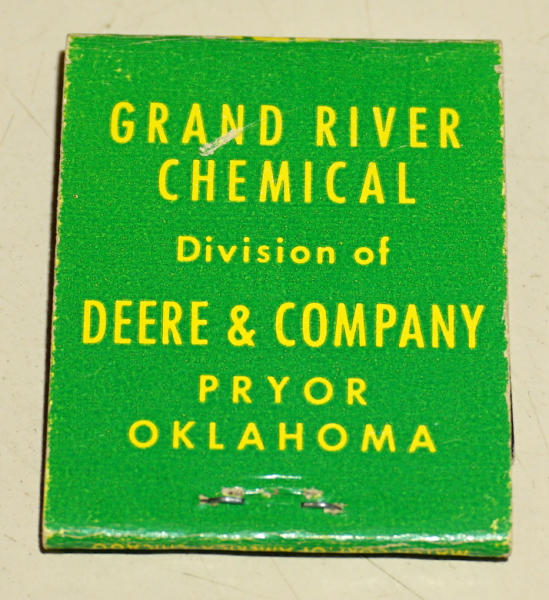 GRAND RIVER
CHEMICAL
Division of
DEERE & COMPANY
PRYOR
OKLAHOMA